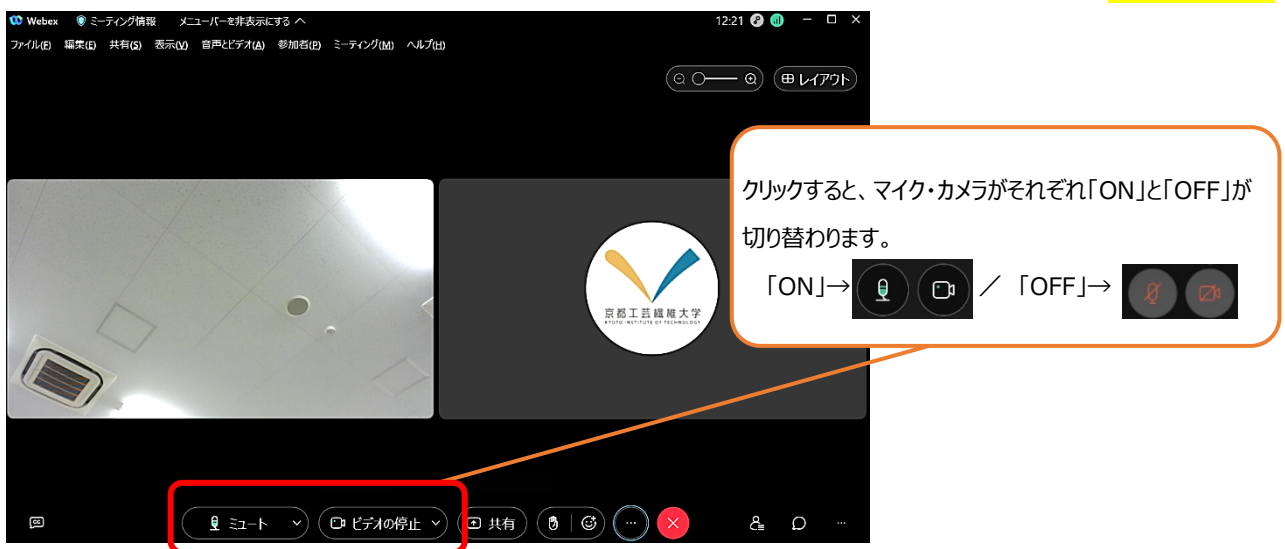 Webex ミーティング情報 メニューバーを非表示にする 12:21
ファイル(F) 編集(E) 共有(S) 表示(V) 音声とビデオ(A) 参加者(P) ミーティング(M) ヘルプ(H)
レイアウト
クリックすると、マイク・カメラがそれぞれ「ON」と「OFF」が
切り替わります。
「ON」→ / 「OFF」→
京都工芸繊維大学
KYOTO INSTITUTE OF TECHNOLOGY
CC ミュート ビデオの停止 共有